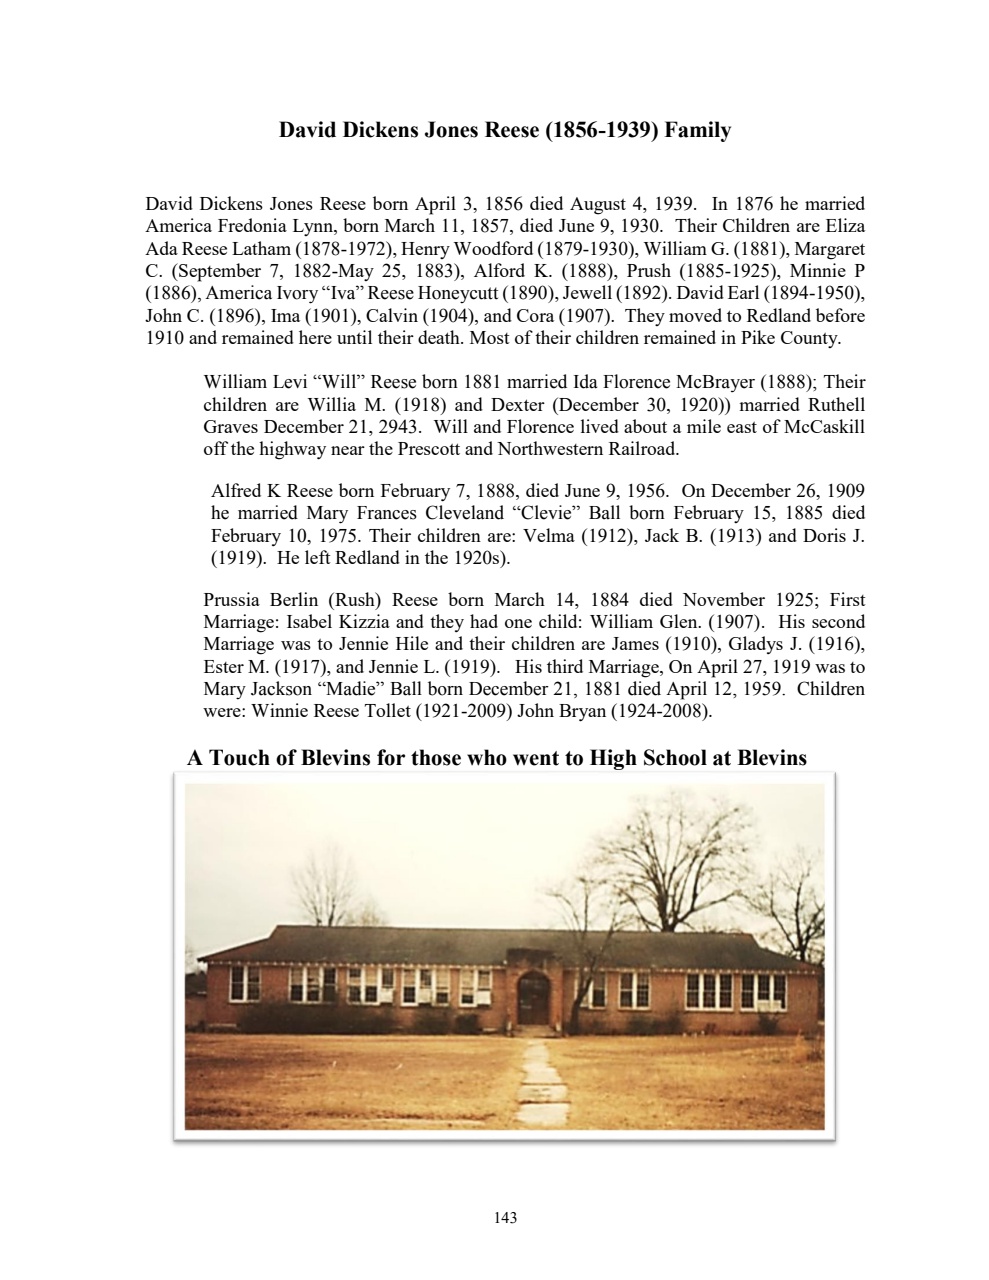 David Dickens Jones Reese (1856-1939) Family
David Dickens Jones Reese born April 3, 1856 died August 4, 1939.  In 1876 he married
America Fredonia Lynn, born March 11, 1857, died June 9, 1930.  Their Children are Eliza
Ada Reese Latham (1878-1972), Henry Woodford (1879-1930), William G. (1881), Margaret
C. (September 7, 1882-May 25, 1883), Alford K. (1888), Prush (1885-1925), Minnie P
(1886), America Ivory “Iva” Reese Honeycutt (1890), Jewell (1892). David Earl (1894-1950),
John C. (1896), Ima (1901), Calvin (1904), and Cora (1907).  They moved to Redland before
1910 and remained here until their death. Most of their children remained in Pike County.
William Levi “Will” Reese born 1881 married Ida Florence McBrayer (1888); Their
children are Willia M. (1918) and Dexter (December 30, 1920)) married Ruthell
Graves December 21, 2943.  Will and Florence lived about a mile east of McCaskill
off the highway near the Prescott and Northwestern Railroad.
Alfred K Reese born February 7, 1888, died June 9, 1956.  On December 26, 1909
he married Mary Frances Cleveland “Clevie” Ball born February 15, 1885 died
February 10, 1975. Their children are: Velma (1912), Jack B. (1913) and Doris J.
(1919).  He left Redland in the 1920s).
Prussia Berlin (Rush) Reese born March 14, 1884 died November 1925; First
Marriage: Isabel Kizzia and they had one child: William Glen. (1907).  His second
Marriage was to Jennie Hile and their children are James (1910), Gladys J. (1916),
Ester M. (1917), and Jennie L. (1919).   His third Marriage, On April 27, 1919 was to
Mary Jackson “Madie” Ball born December 21, 1881 died April 12, 1959.  Children
were: Winnie Reese Tollet (1921-2009) John Bryan (1924-2008).
A Touch of Blevins for those who went to High School at Blevins
143